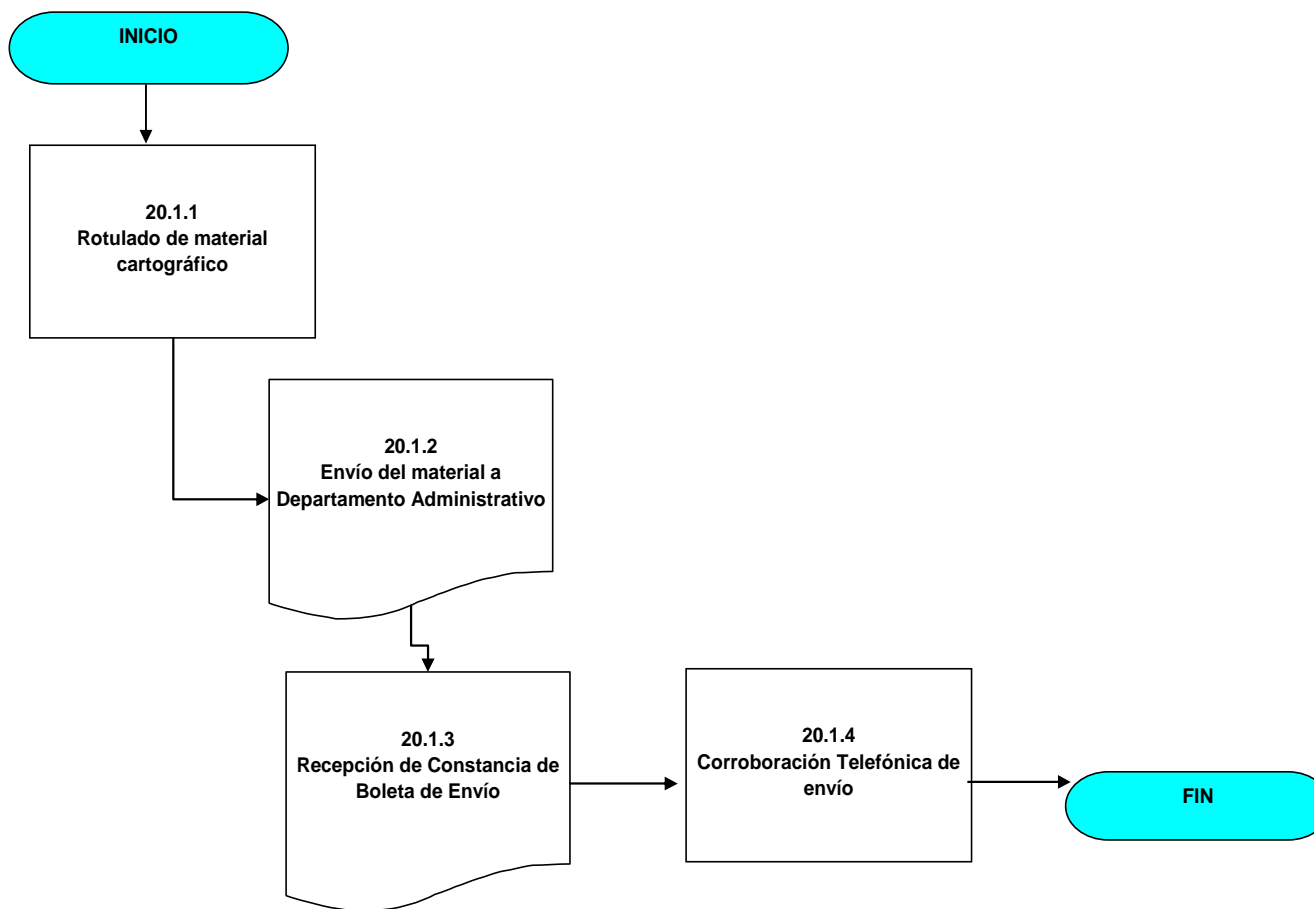 INICIO
20.1.1
Rotulado de material
cartográfico
20.1.2
Envío del material a
Departamento Administrativo
20.1.3
Recepción de Constancia de
Boleta de Envío
20.1.4
Corroboración Telefónica de
envío
FIN